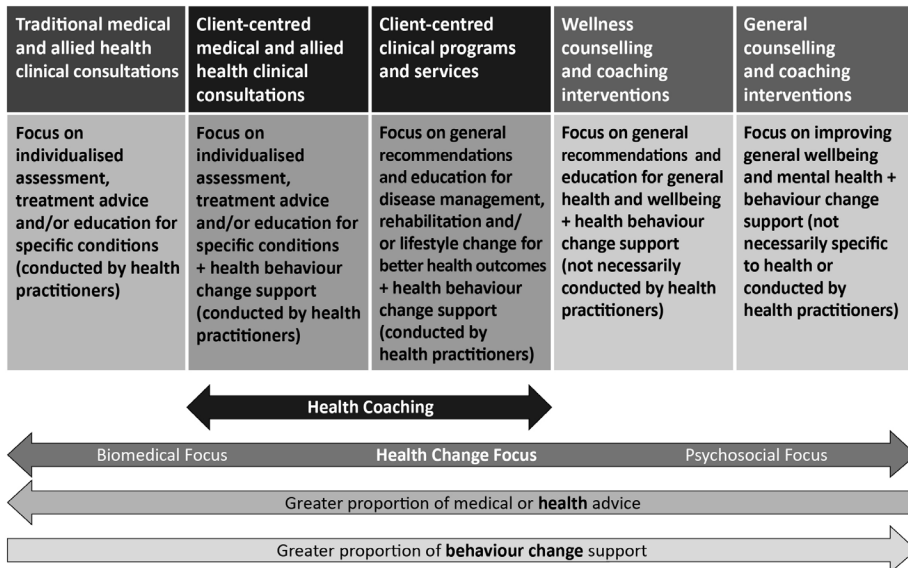 Traditional medical
and allied health
clinical consultations
Client-centred
medical and allied
health clinical
consultations
Client-centred
clinical programs
and services
Wellness
counselling
and coaching
interventions
General
counselling
and coaching
interventions
Focus on
individualised
assessment,
treatment advice
and/or education for
specific conditions
(conducted by health
practitioners)
Focus on
individualised
assessment,
treatment advice
and/or education for
specific conditions
+ health behaviour
change support
(conducted by health
practitioners)
Focus on general
recommendations
and education for
disease management,
rehabilitation and/
or lifestyle change for
better health outcomes
+ health behaviour
change support
(conducted by
health practitioners)
Focus on general
recommendations and
education for general
health and wellbeing
+ health behaviour
change support
(not necessarily
conducted by health
practitioners)
Focus on improving
general wellbeing
and mental health +
behaviour change
support (not
necessarily specific
to health or
conducted by
health practitioners)
Health Coaching
Biomedical Focus Health Change Focus Psychosocial Focus
Greater proportion of medical or health advice
Greater proportion of behaviour change support